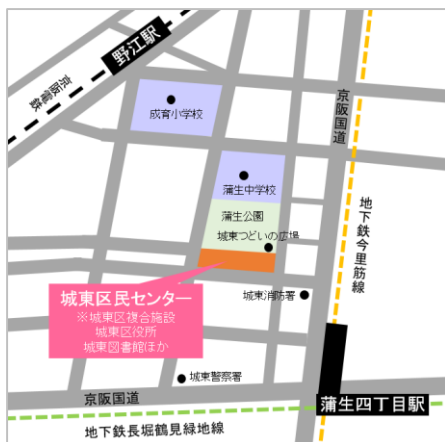 野江駅
京阪電鉄
成育小学校
京阪国道
蒲生中学校
蒲生公園
城東つどいの広場
地下鉄今里筋線
城東区民センター
※城東区複合施設
城東区役所
城東図書館ほか
城東消防署
城東警察署
京阪国道
蒲生四丁目駅
地下鉄長堀鶴見緑地線